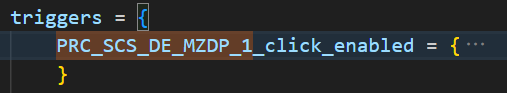 triggers = {
PRC_SCS_DE_MZDP_1_click_enabled = {···
}